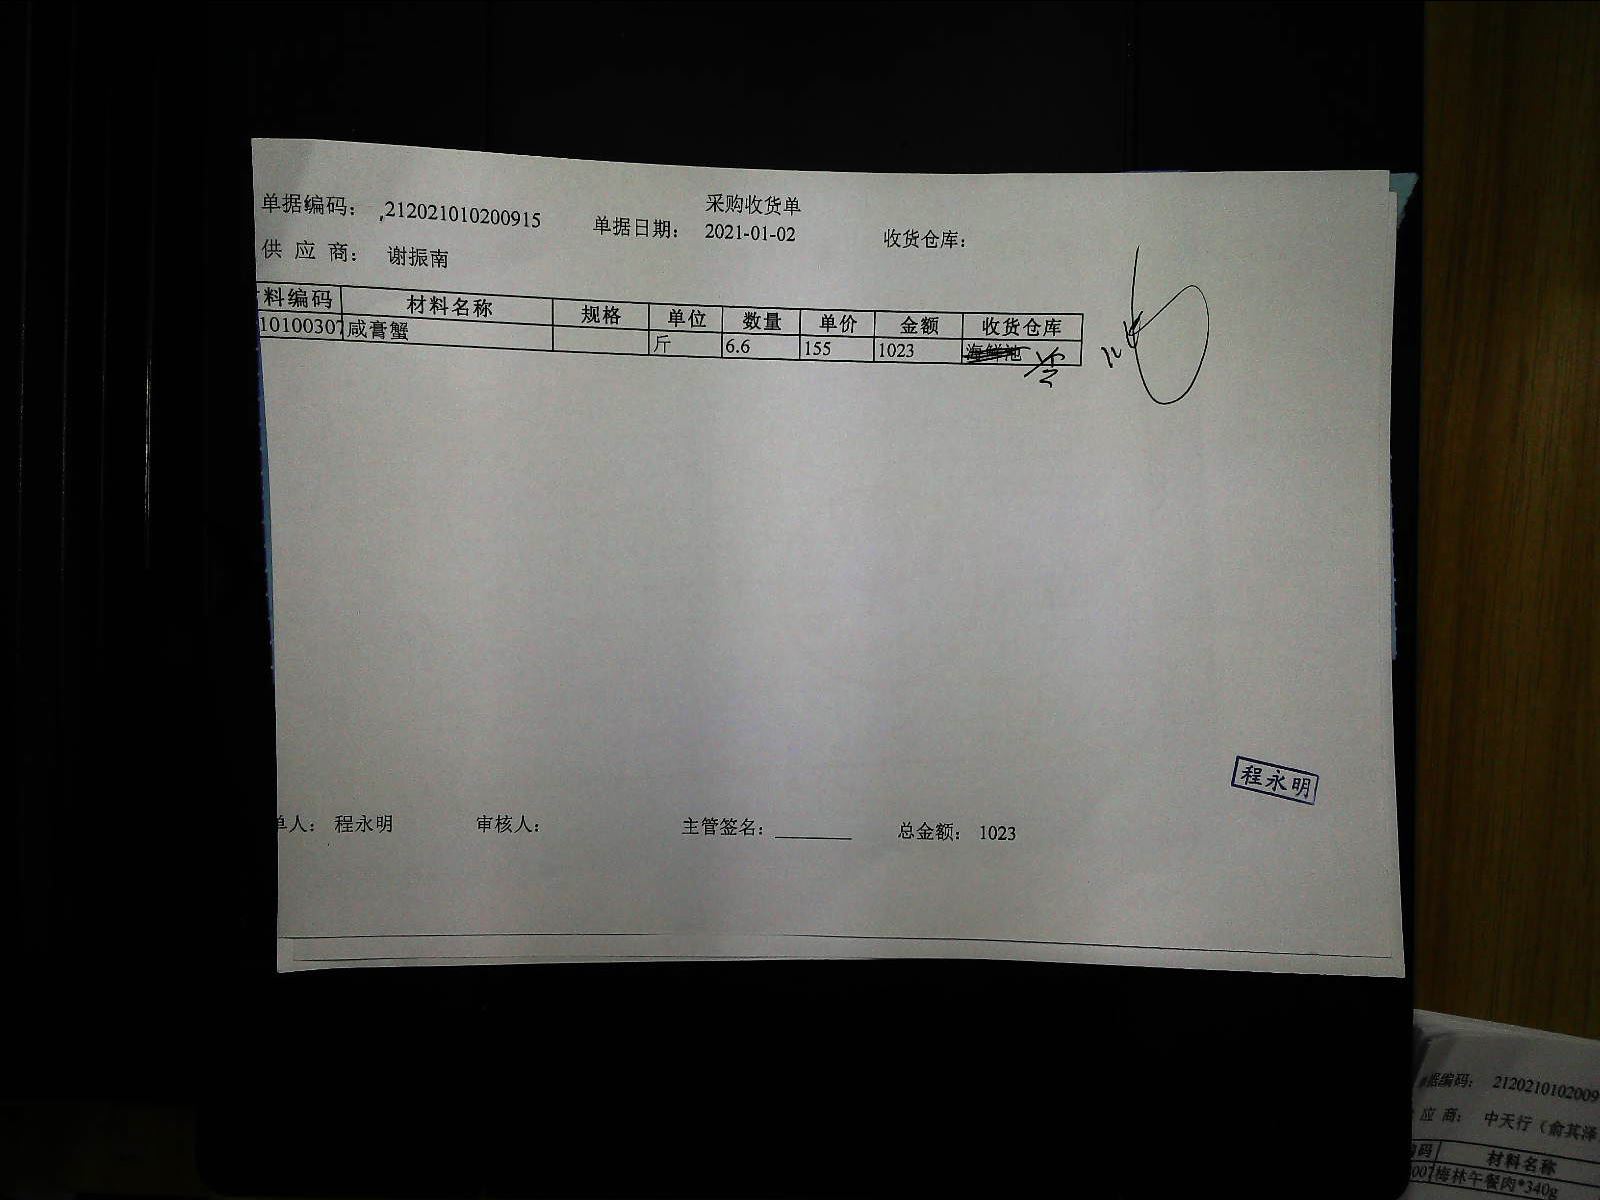 采购收货单
单据编码： 212021010200915 单据日期： 2021-01-02 收货仓库：
供 应 商： 谢振南
料编码 材料名称 规格 单位 数量 单价 金额 收货仓库
10100307 咸膏蟹 斤 6.6 155 1023 海鲜池
程永明
单人： 程永明 审核人： 主管签名： 总金额： 1023
据编码： 2120210102009
应 商： 中天行（俞其泽
码 材料名称
007 梅林午餐肉*340g